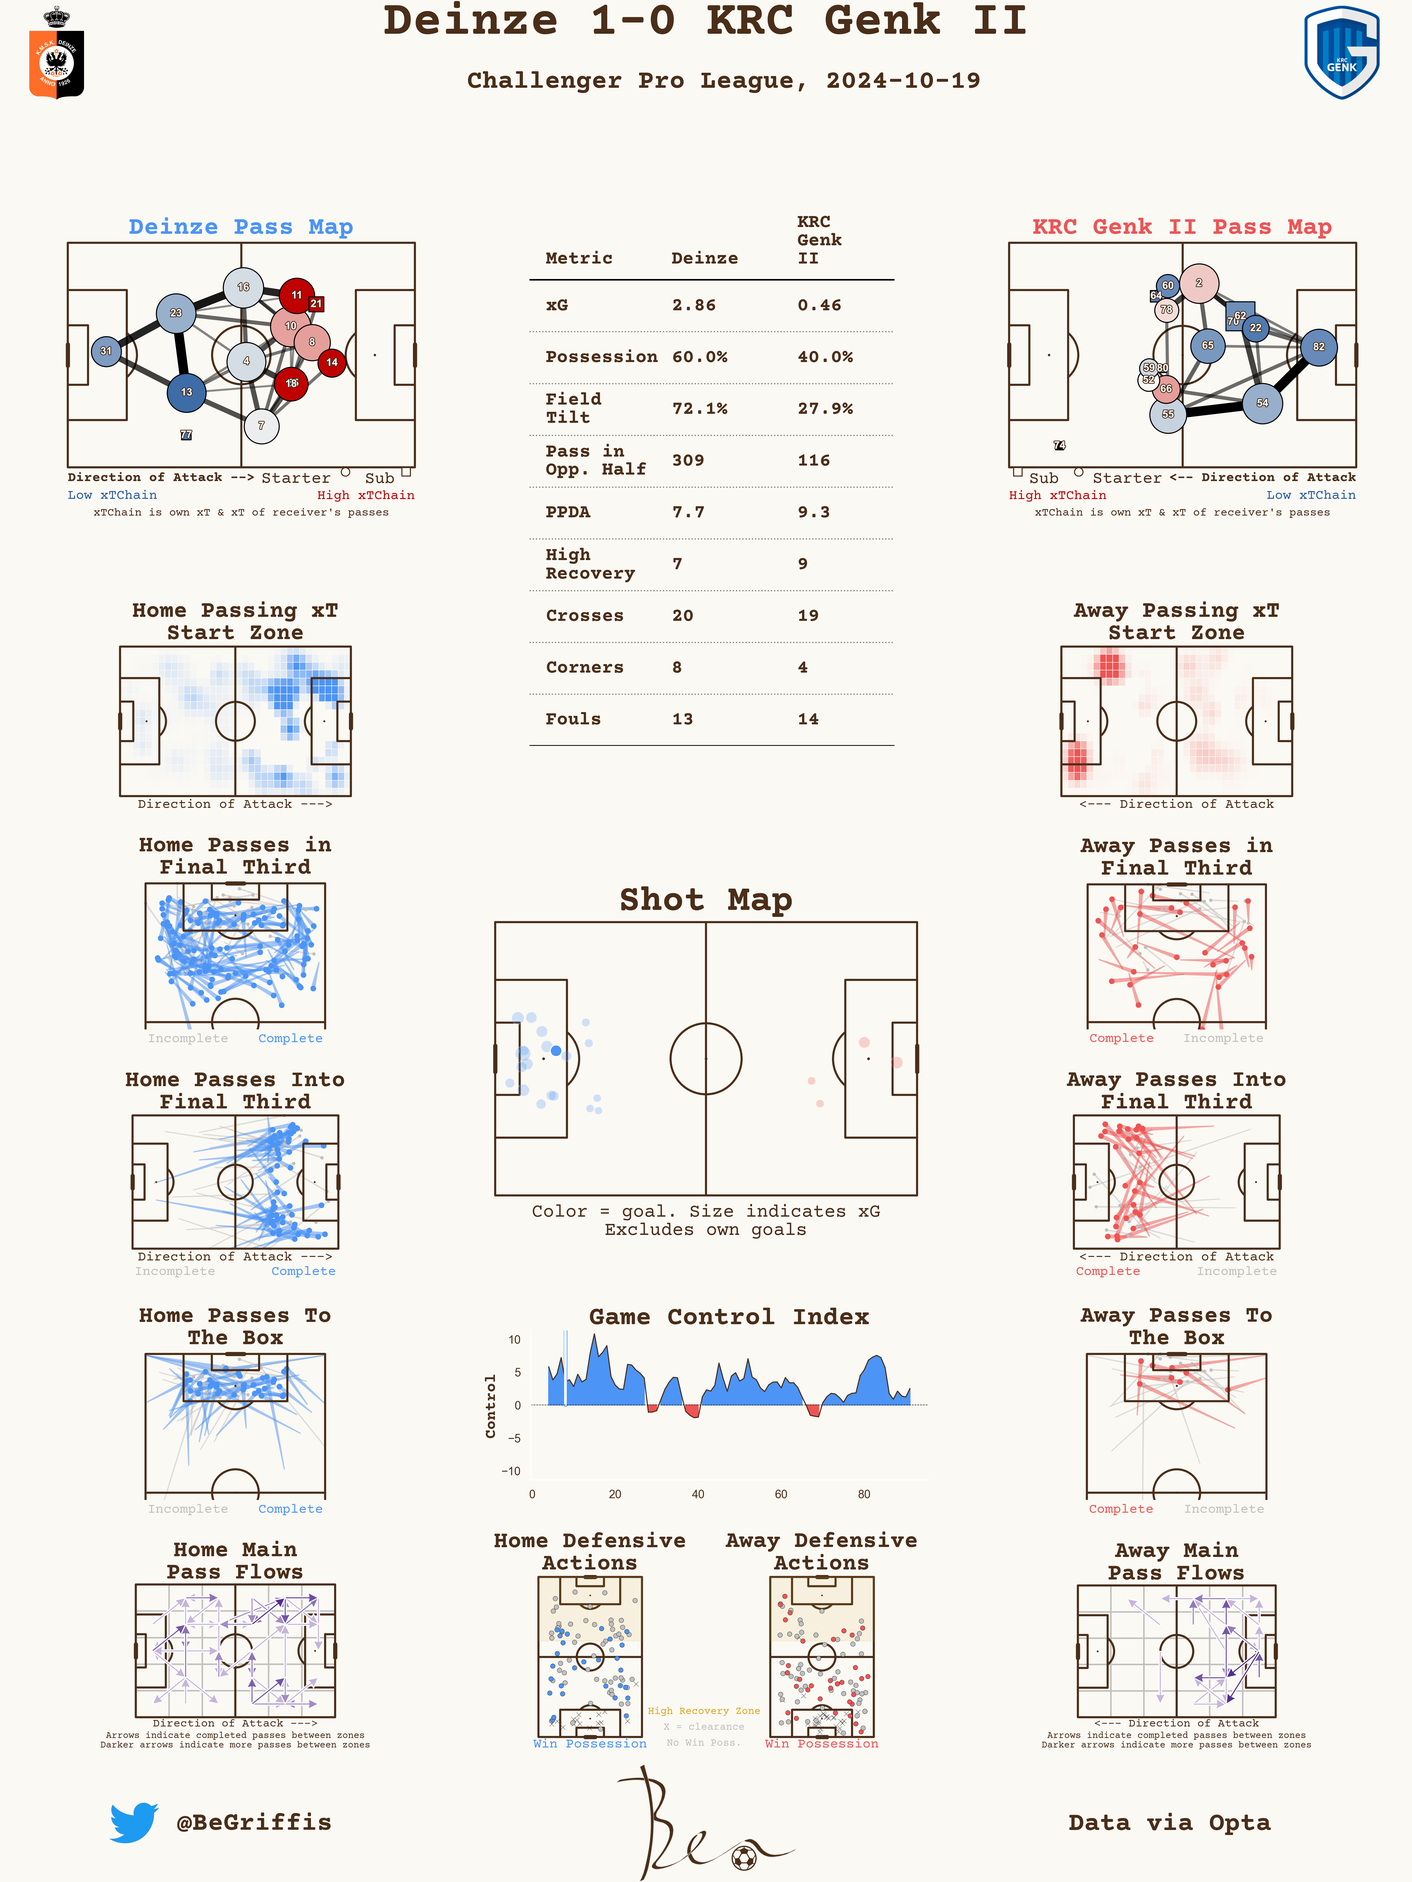 Deinze 1-0 KRC Genk II
Challenger Pro League, 2024-10-19
K.M.S.K. DEINZE
ANNO 1926
KRC
GENK
Deinze Pass Map
16
11
21
23
10
8
31
4
14
18
13
7
77
Direction of Attack --> Starter Sub
Low xTChain High xTChain
xTChain is own xT & xT of receiver's passes
Metric Deinze KRC Genk II
xG 2.86 0.46
Possession 60.0% 40.0%
Field Tilt 72.1% 27.9%
Pass in Opp. Half 309 116
PPDA 7.7 9.3
High Recovery 7 9
Crosses 20 19
Corners 8 4
Fouls 13 14
KRC Genk II Pass Map
60
2
64
78
62
70
22
65
82
59
80
52
66
54
55
74
Sub Starter <-- Direction of Attack
High xTChain Low xTChain
xTChain is own xT & xT of receiver's passes
Home Passing xT
Start Zone
Direction of Attack --->
Away Passing xT
Start Zone
<--- Direction of Attack
Home Passes in
Final Third
Incomplete Complete
Away Passes in
Final Third
Complete Incomplete
Shot Map
Color = goal. Size indicates xG
Excludes own goals
Home Passes Into
Final Third
Direction of Attack --->
Incomplete Complete
Away Passes Into
Final Third
<--- Direction of Attack
Complete Incomplete
Home Passes To
The Box
Incomplete Complete
Game Control Index
Control
10
5
0
−5
−10
0 20 40 60 80
Away Passes To
The Box
Complete Incomplete
Home Main
Pass Flows
Direction of Attack --->
Arrows indicate completed passes between zones
Darker arrows indicate more passes between zones
Home Defensive
Actions
Win Possession
Away Defensive
Actions
Win Possession
High Recovery Zone
X = clearance
No Win Poss.
Away Main
Pass Flows
<--- Direction of Attack
Arrows indicate completed passes between zones
Darker arrows indicate more passes between zones
@BeGriffis
Ben
Data via Opta